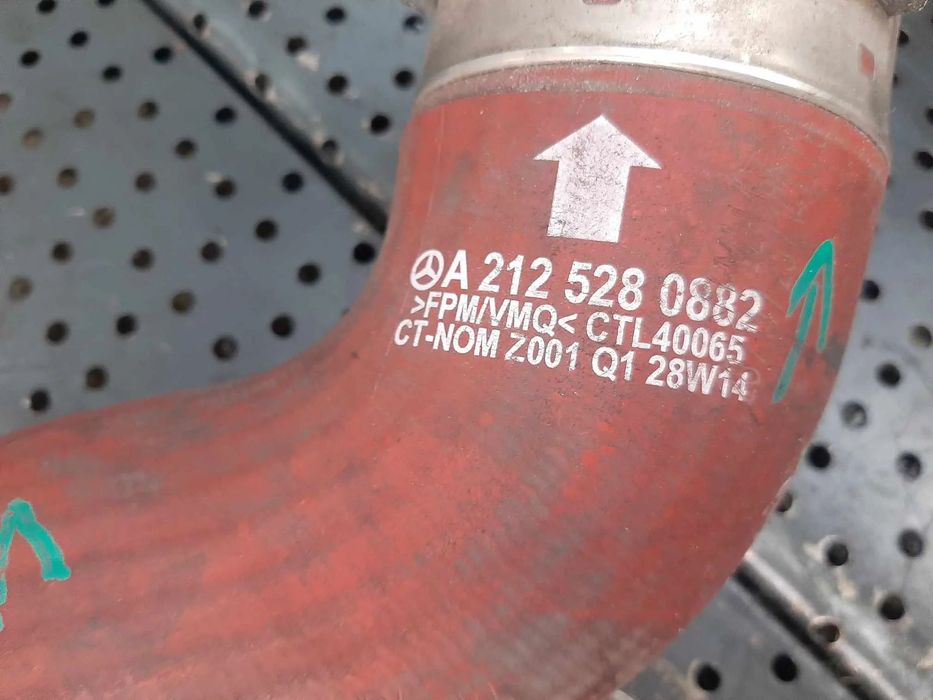 A 212 528 0882
>FPM/VMQ< CTL40065
CT-NOM Z001 Q1 28W14